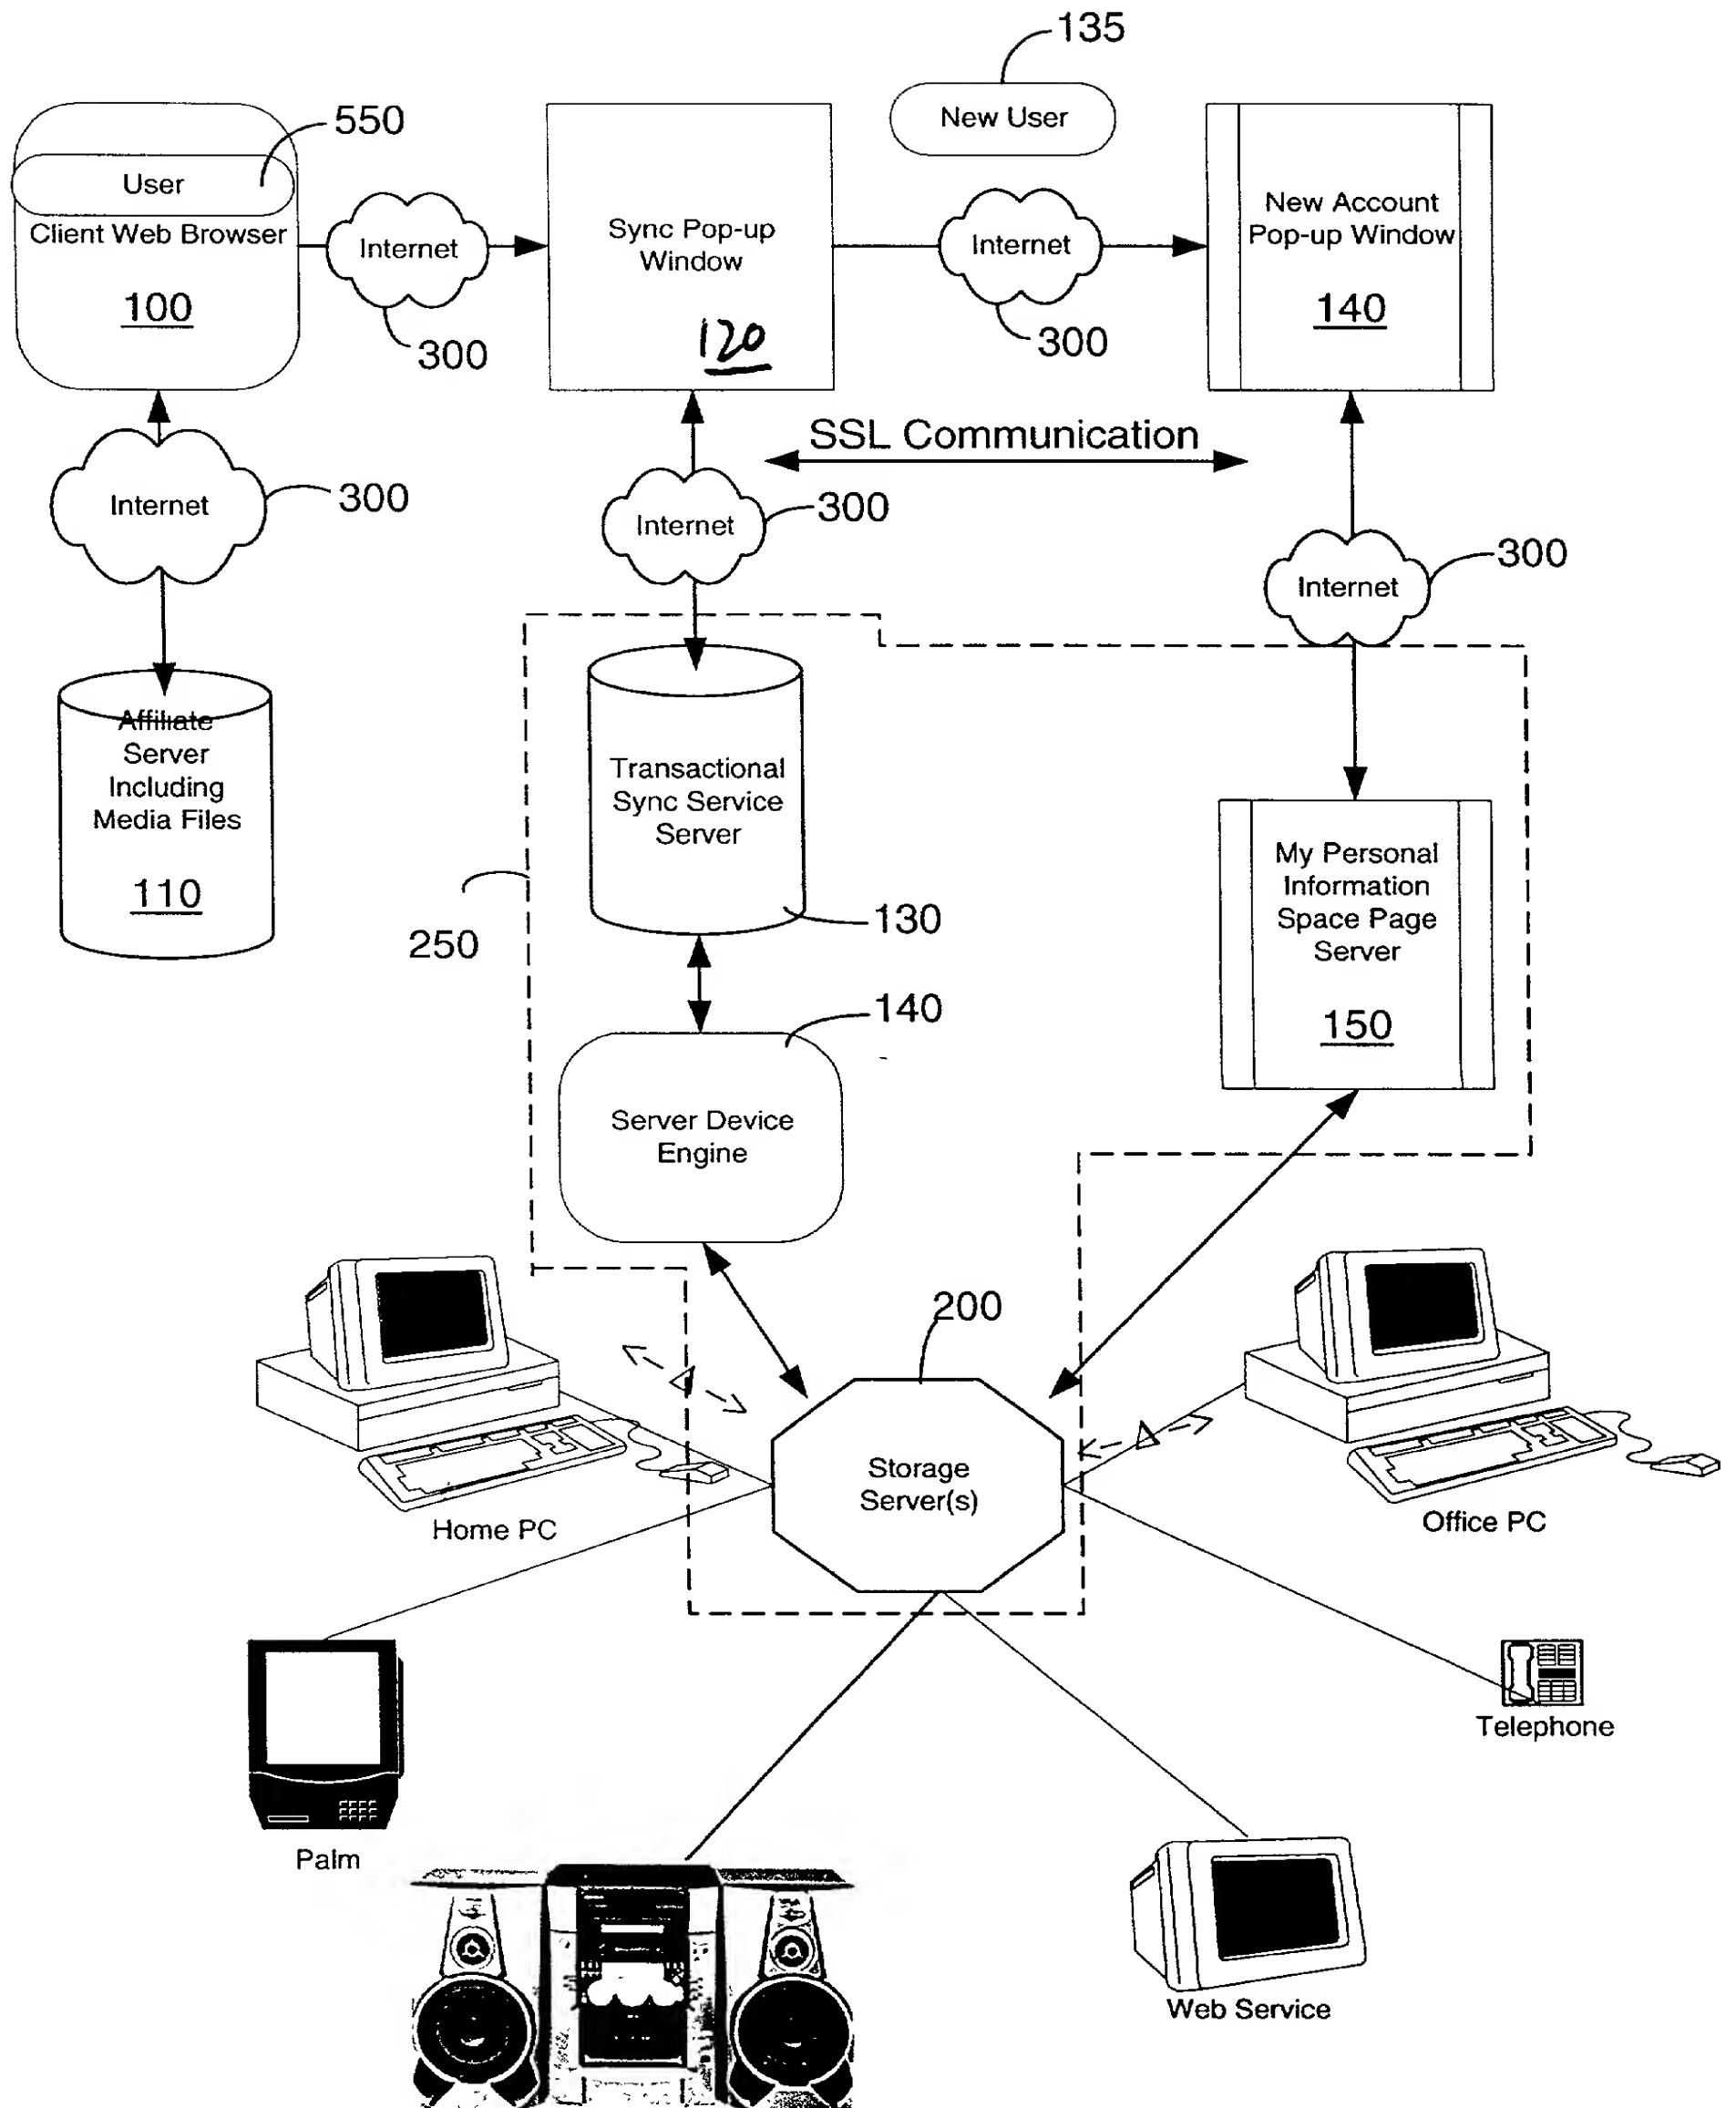 135
New User
550
User
Client Web Browser
100
Internet
300
Sync Pop-up
Window
120
Internet
300
New Account
Pop-up Window
140
SSL Communication
Internet
300
Internet
300
Internet
300
Affiliate
Server
Including
Media Files
110
Transactional
Sync Service
Server
130
250
My Personal
Information
Space Page
Server
150
140
Server Device
Engine
200
Storage
Server(s)
Home PC
Office PC
Palm
Telephone
Web Service